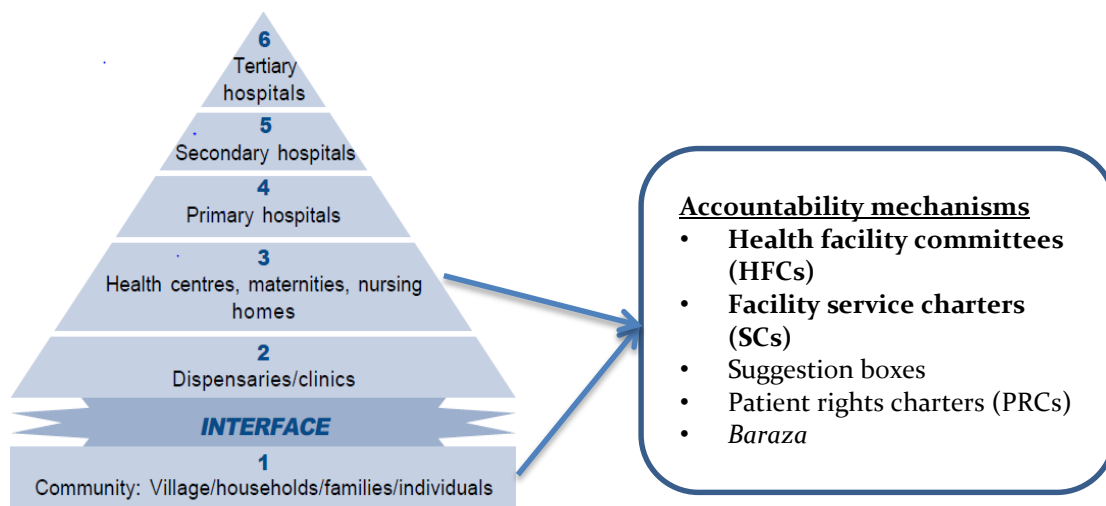 6
Tertiary
hospitals
5
Secondary hospitals
4
Primary hospitals
3
Health centres, maternities, nursing
homes
2
Dispensaries/clinics
INTERFACE
1
Community: Village/households/families/individuals
Accountability mechanisms
• Health facility committees
(HFCs)
• Facility service charters
(SCs)
• Suggestion boxes
• Patient rights charters (PRCs)
• Baraza